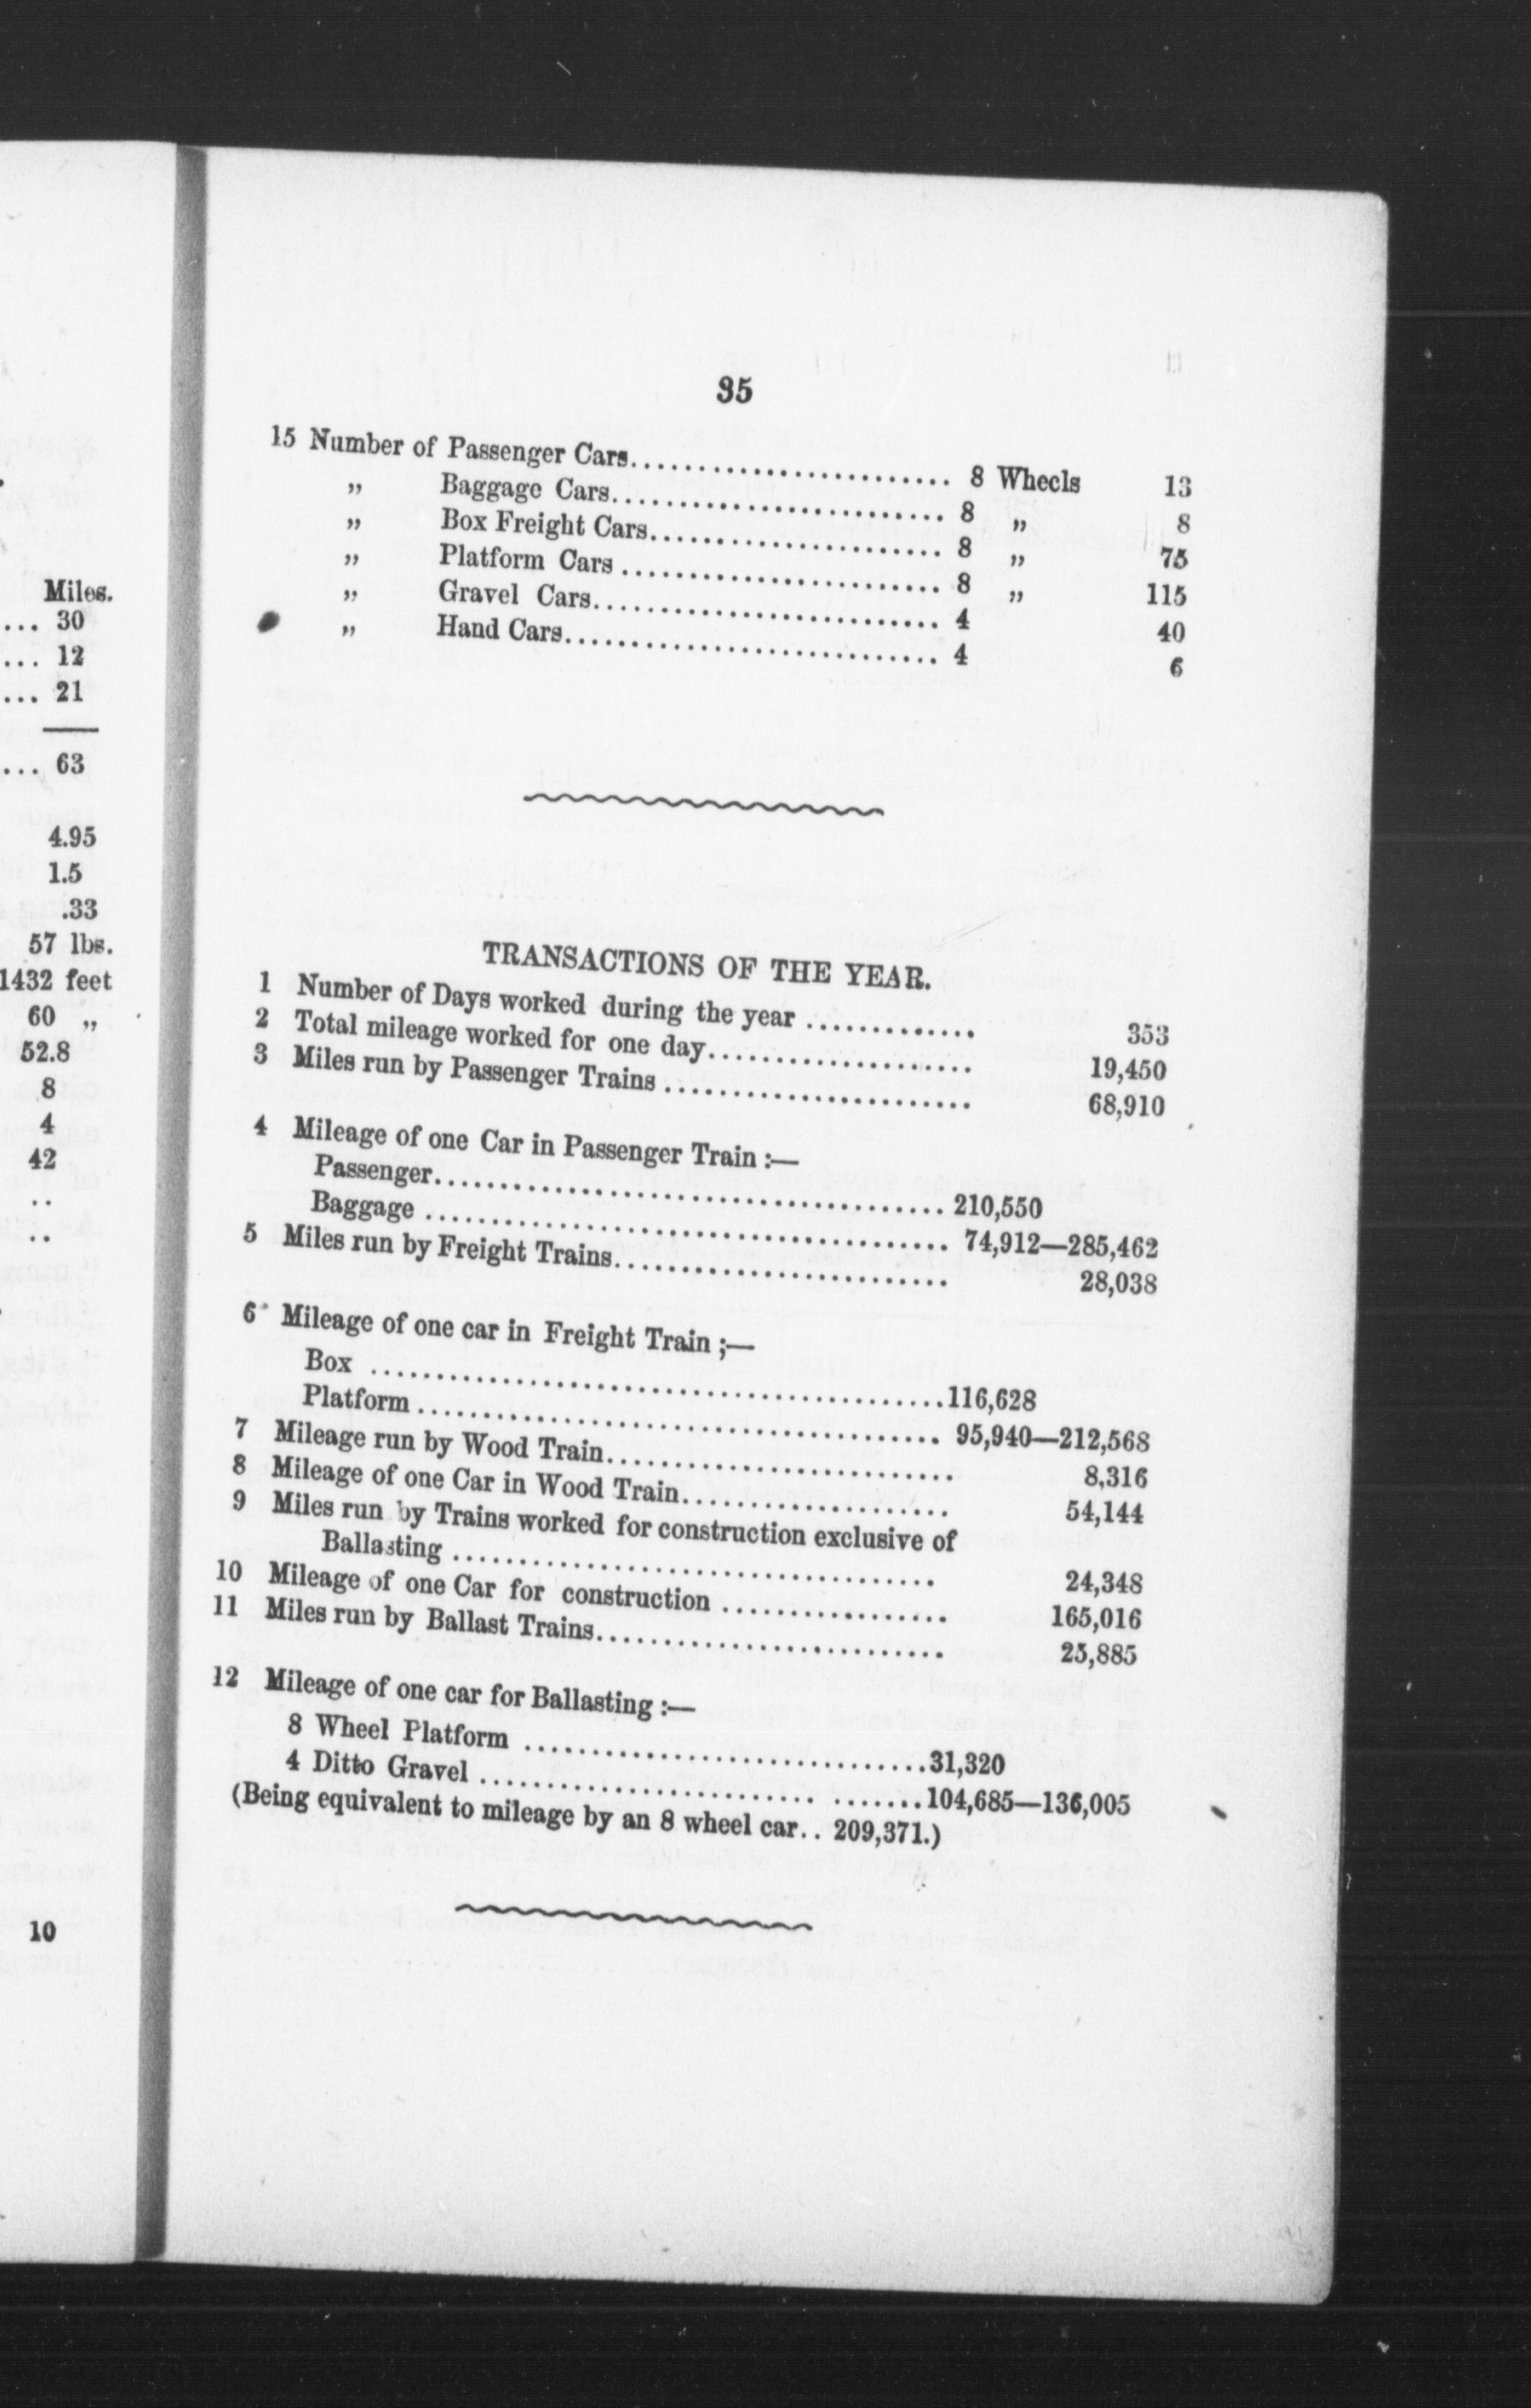 Miles.
... 30
... 12
... 21
... 63
4.95
1.5
.33
57 lbs.
1432 feet
60 „
52.8
8
4
42
..
..
10
35
15 Number of Passenger Cars........................ 8 Wheels 13
„ Baggage Cars......................... 8 „ 8
„ Box Freight Cars...................... 8 „ 75
„ Platform Cars ........................ 8 „ 115
„ Gravel Cars.......................... 4 40
„ Hand Cars............................ 4 6
TRANSACTIONS OF THE YEAR.
1 Number of Days worked during the year ............. 353
2 Total mileage worked for one day.................... 19,450
3 Miles run by Passenger Trains ....................... 68,910
4 Mileage of one Car in Passenger Train :—
Passenger....................................... 210,550
Baggage ........................................ 74,912—285,462
5 Miles run by Freight Trains.......................... 28,038
6 Mileage of one car in Freight Train ;—
Box ............................................116,628
Platform ........................................ 95,940—212,568
7 Mileage run by Wood Train.......................... 8,316
8 Mileage of one Car in Wood Train.................... 54,144
9 Miles run by Trains worked for construction exclusive of
Ballasting ..................................... 24,348
10 Mileage of one Car for construction ................. 165,016
11 Miles run by Ballast Trains.......................... 25,885
12 Mileage of one car for Ballasting :—
8 Wheel Platform ...............................31,320
4 Ditto Gravel .......................... .......104,685—136,005
(Being equivalent to mileage by an 8 wheel car.. 209,371.)